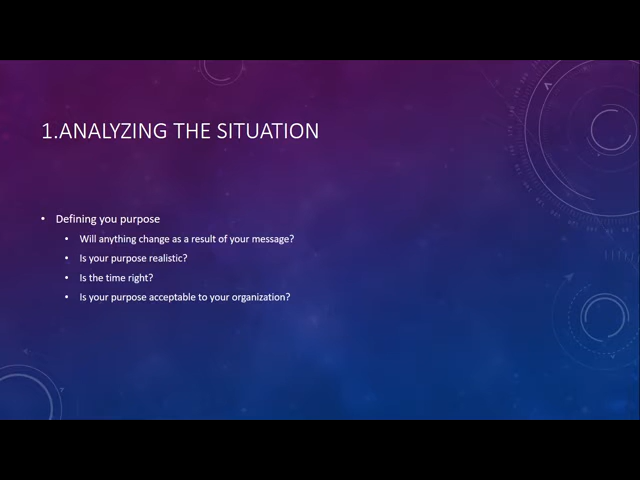 1.ANALYZING THE SITUATION
• Defining you purpose
• Will anything change as a result of your message?
• Is your purpose realistic?
• Is the time right?
• Is your purpose acceptable to your organization?